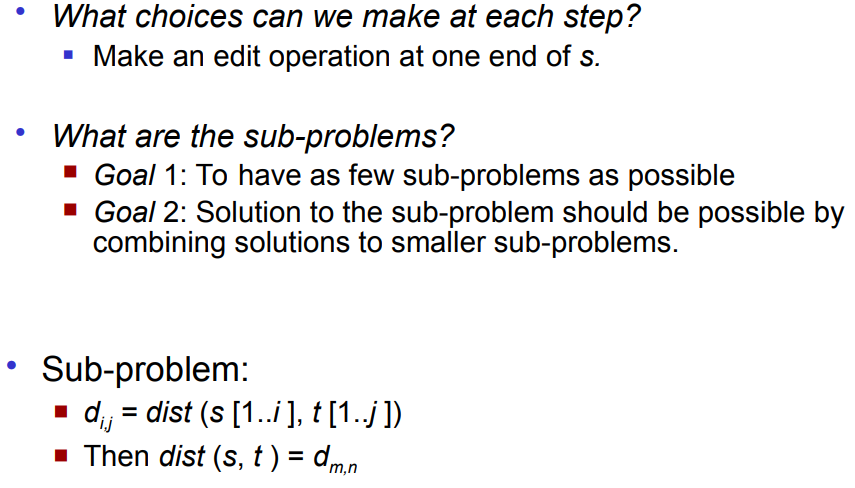 • What choices can we make at each step?
▪ Make an edit operation at one end of s.
• What are the sub-problems?
■ Goal 1: To have as few sub-problems as possible
■ Goal 2: Solution to the sub-problem should be possible by
combining solutions to smaller sub-problems.
• Sub-problem:
■ d_{i,j} = dist (s [1..i ], t [1..j ])
■ Then dist (s, t ) = d_{m,n}